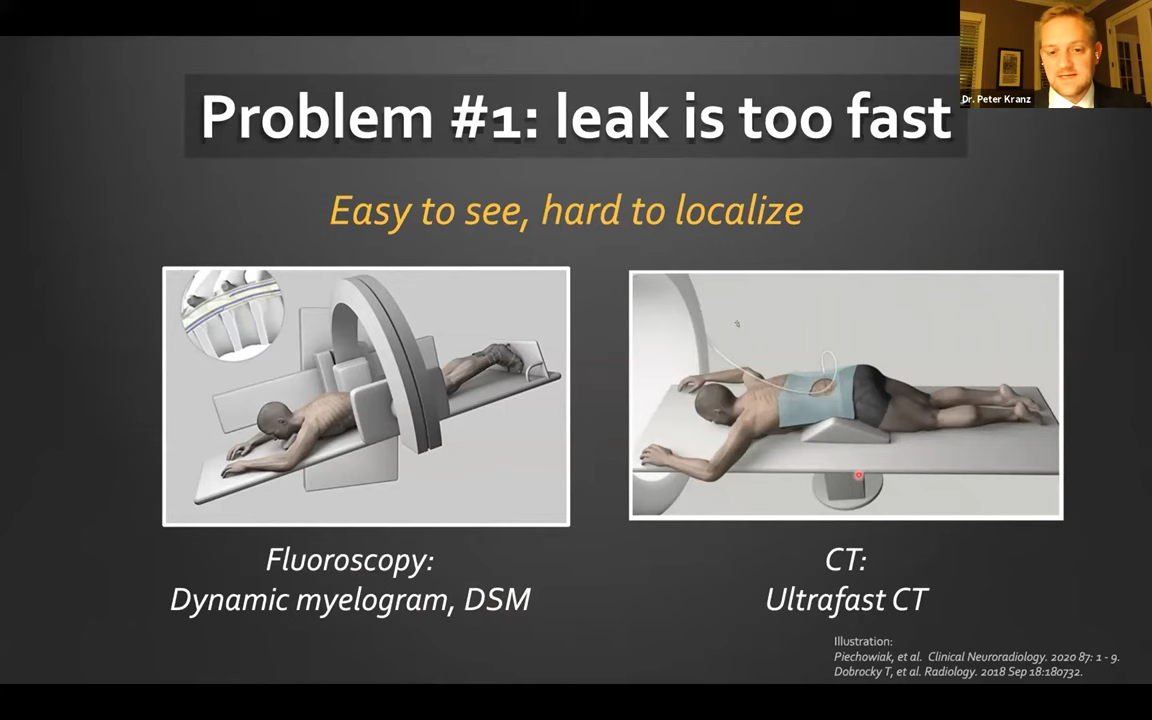 Dr. Peter Kranz
Problem #1: leak is too fast
Easy to see, hard to localize
Fluoroscopy:
Dynamic myelogram, DSM
CT:
Ultrafast CT
Illustration:
Piechowiak, et al. Clinical Neuroradiology. 2020 87: 1 - 9.
Dobrocky T, et al. Radiology. 2018 Sep 18:180732.